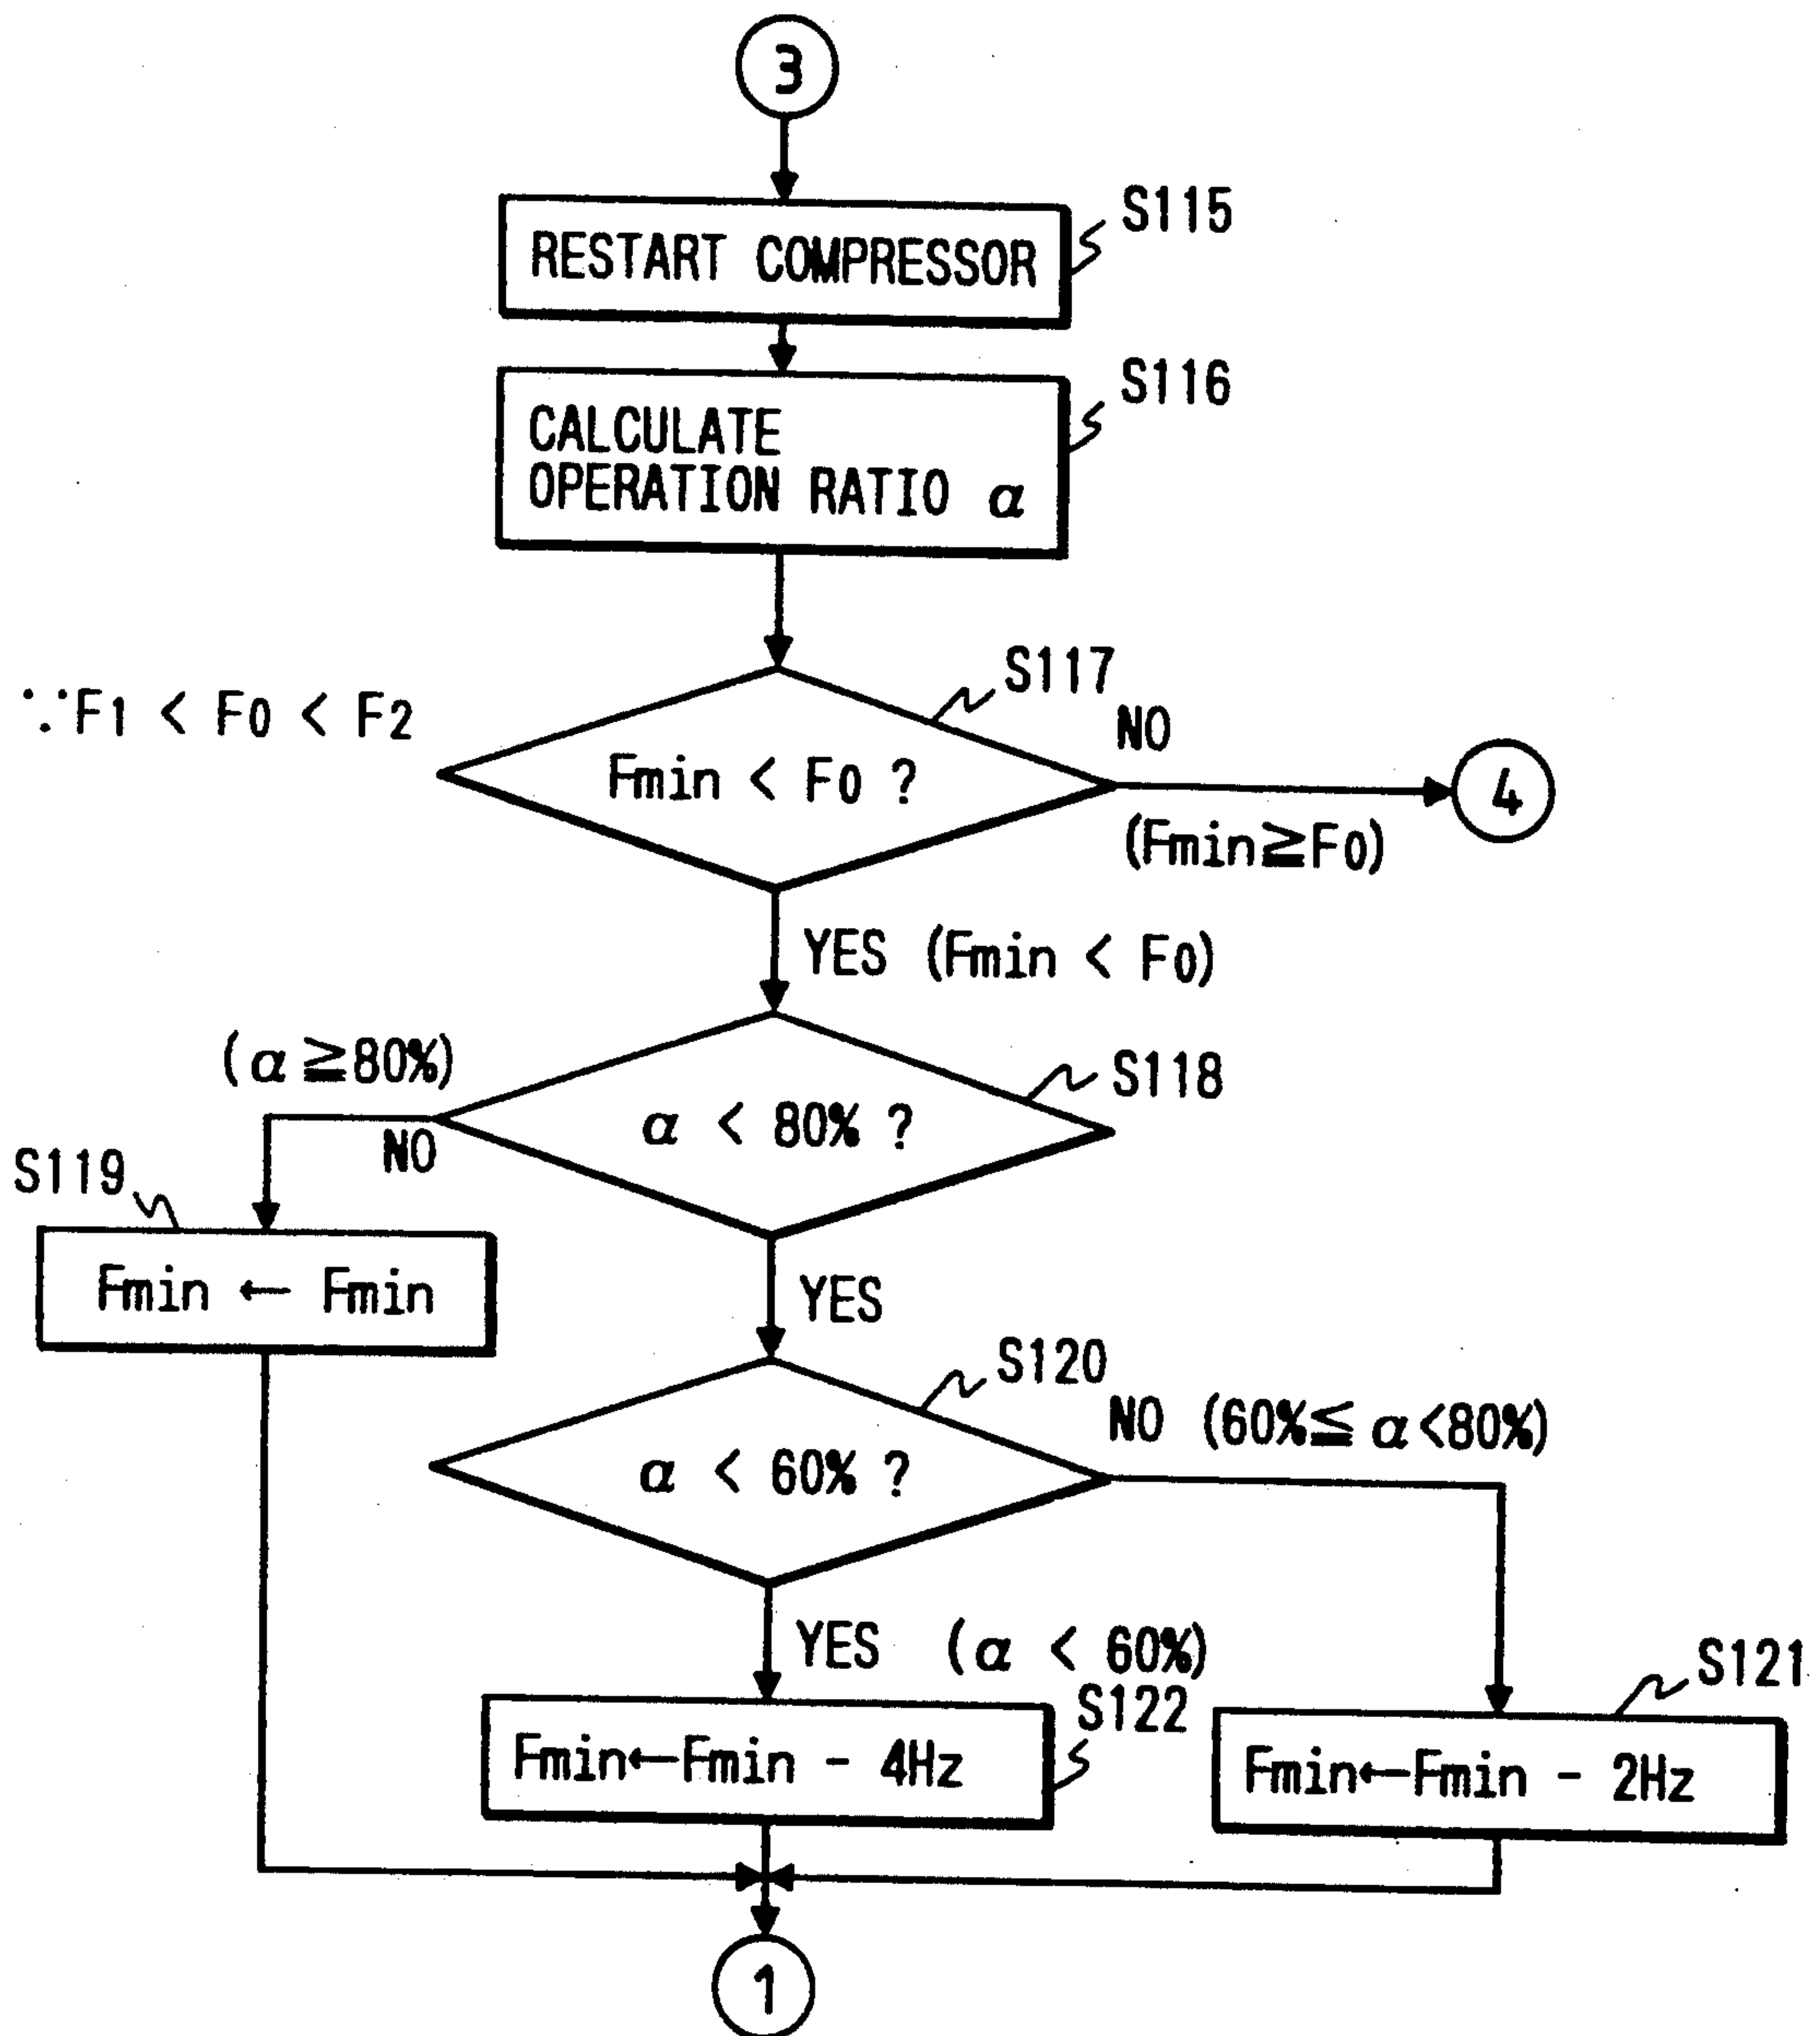 3
RESTART COMPRESSOR
S115
CALCULATE
OPERATION RATIO α
S116
∵F1 < F0 < F2
S117
Fmin < F0 ?
NO
(Fmin≧F0)
4
YES (Fmin < F0)
(α≧80%)
NO
α < 80% ?
S118
S119
Fmin ← Fmin
YES
S120
α < 60% ?
NO (60%≦α<80%)
YES (α < 60%)
S122
Fmin←Fmin - 4Hz
S121
Fmin←Fmin - 2Hz
1